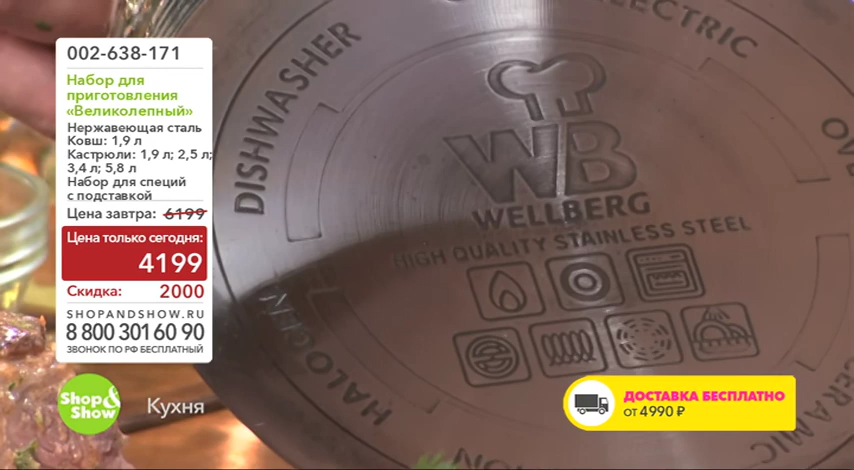 002-638-171
Набор для
приготовления
«Великолепный»
Нержавеющая сталь
Ковш: 1,9 л
Кастрюли: 1,9 л; 2,5 л;
3,4 л; 5,8 л
Набор для специй
с подставкой
Цена завтра: 6199
Цена только сегодня:
4199
Скидка: 2000
SHOPANDSHOW.RU
8 800 301 60 90
ЗВОНОК ПО РФ БЕСПЛАТНЫЙ
Shop&
Show
Кухня
DISHWASHER
ELECTRIC
WB
WELLBERG
HIGH QUALITY STAINLESS STEEL
HALOGEN
CERAMIC
ДОСТАВКА БЕСПЛАТНО
от 4990 ₽